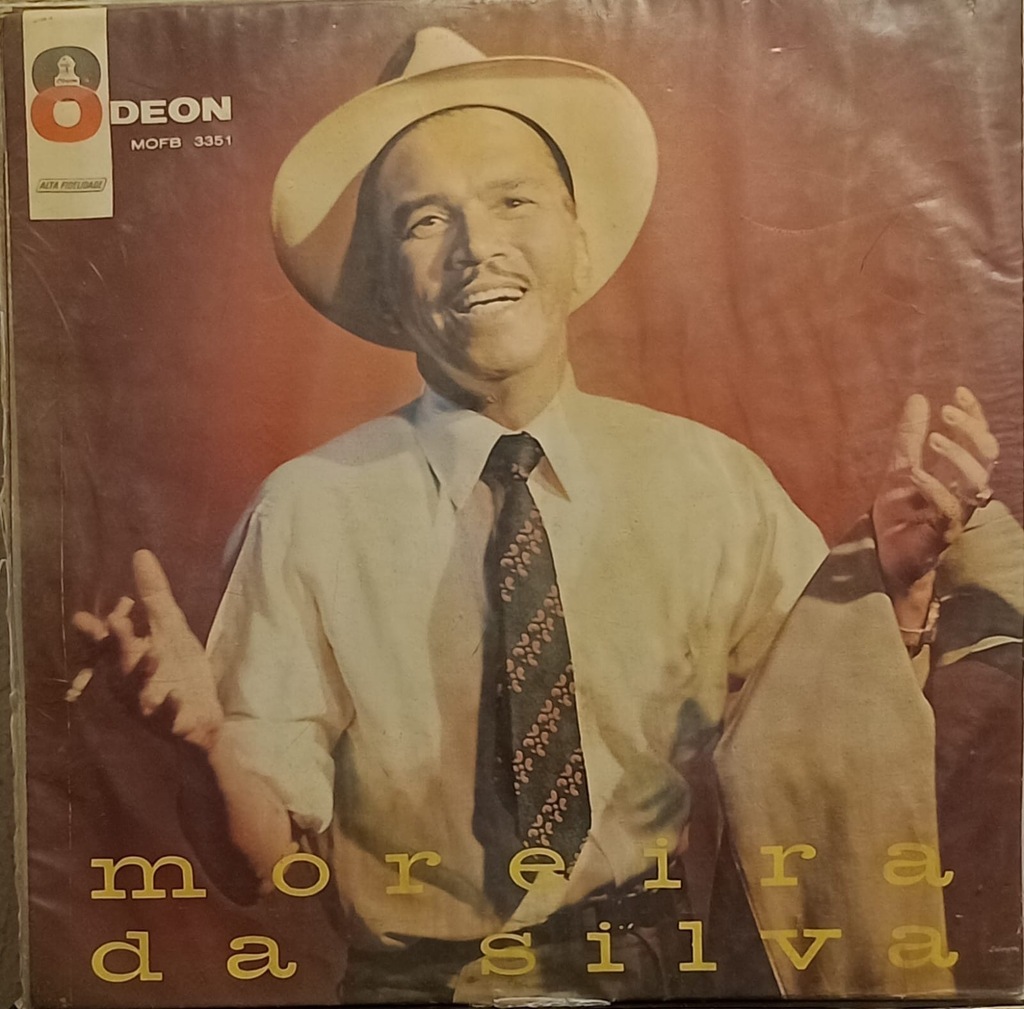 ODEON
MOFB 3351
ALTA FIDELIDADE
moreira
da silva